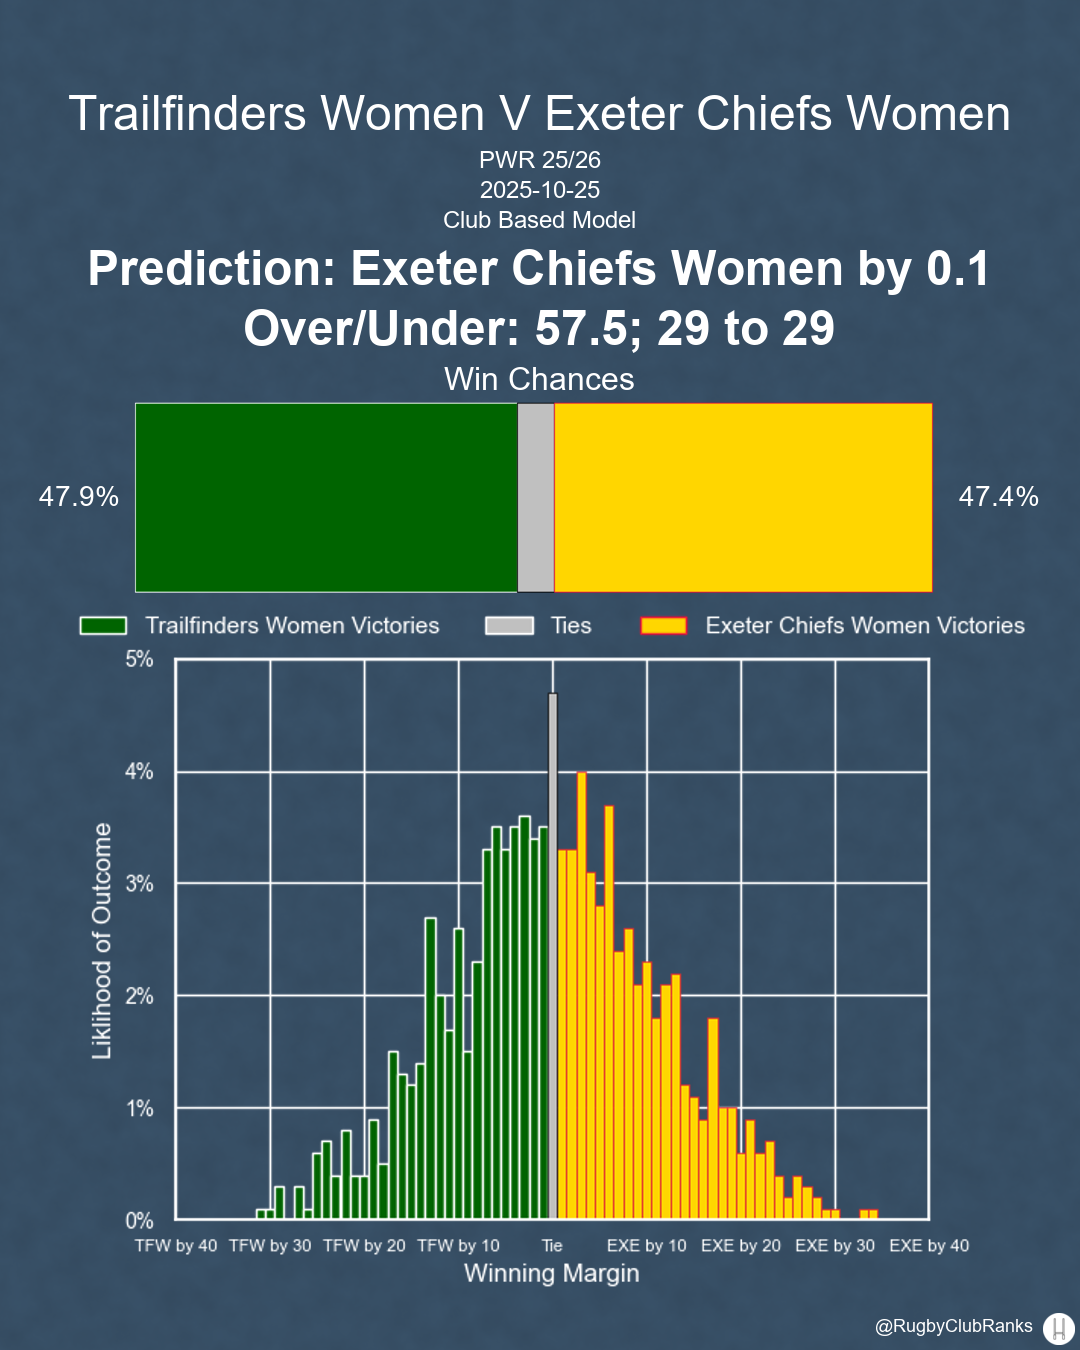 Trailfinders Women V Exeter Chiefs Women
PWR 25/26
2025-10-25
Club Based Model
Prediction: Exeter Chiefs Women by 0.1
Over/Under: 57.5; 29 to 29
Win Chances
47.9%
47.4%
Trailfinders Women Victories
Ties
Exeter Chiefs Women Victories
5%
4%
3%
2%
1%
0%
Liklihood of Outcome
TFW by 40
TFW by 30
TFW by 20
TFW by 10
Tie
EXE by 10
EXE by 20
EXE by 30
EXE by 40
Winning Margin
@RugbyClubRanks